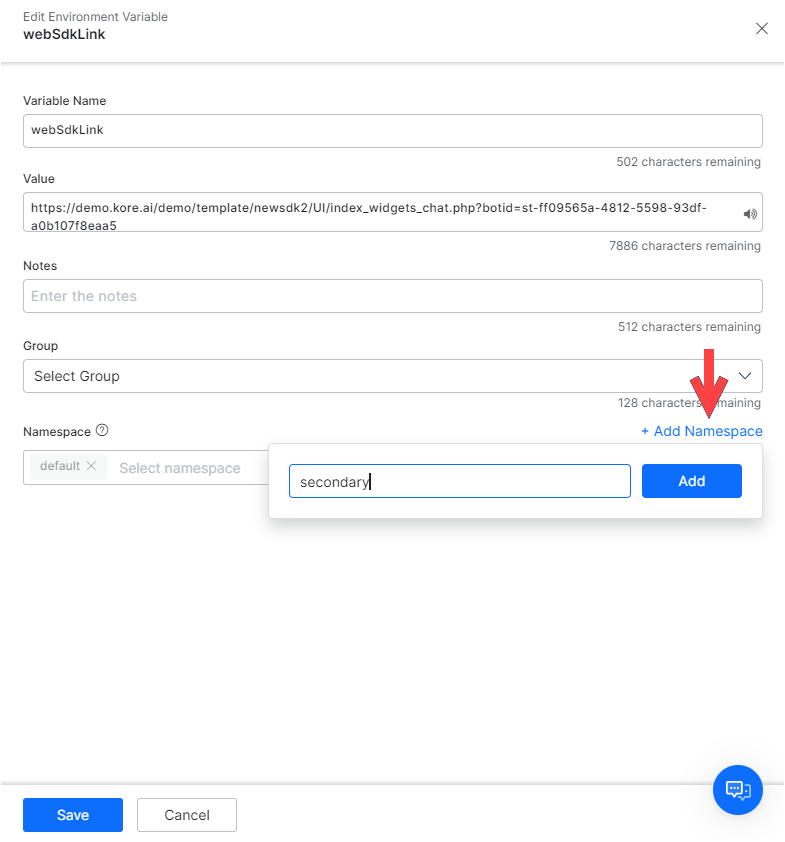 Edit Environment Variable
webSdkLink
Variable Name
webSdkLink
502 characters remaining
Value
https://demo.kore.ai/demo/template/newsdk2/UI/index_widgets_chat.php?botid=st-ff09565a-4812-5598-93df-
a0b107f8eaa5
7886 characters remaining
Notes
Enter the notes
512 characters remaining
Group
Select Group
128 characters remaining
Namespace ?
+ Add Namespace
default
Select namespace
secondary
Add
Save
Cancel